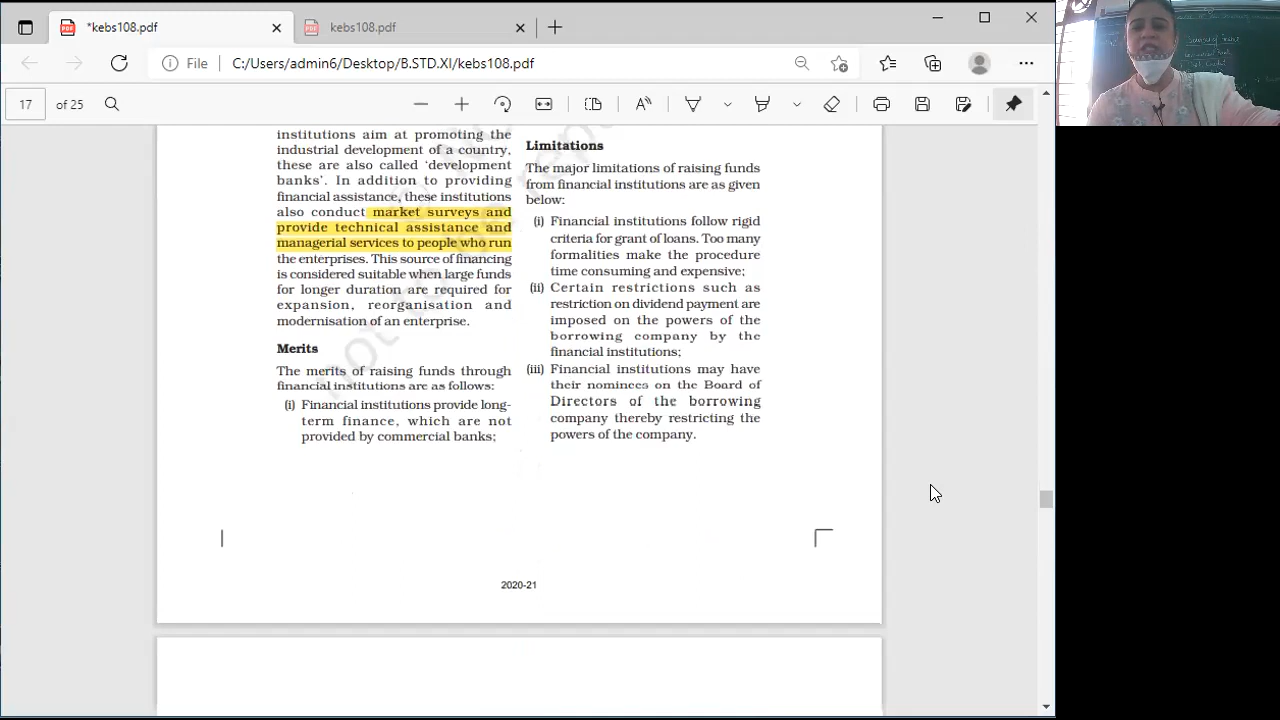 *kebs108.pdf
kebs108.pdf
File C:/Users/admin6/Desktop/B.STD.XI/kebs108.pdf
17 of 25
institutions aim at promoting the
industrial development of a country,
these are also called 'development
banks'. In addition to providing
financial assistance, these institutions
also conduct market surveys and
provide technical assistance and
managerial services to people who run
the enterprises. This source of financing
is considered suitable when large funds
for longer duration are required for
expansion, reorganisation and
modernisation of an enterprise.
Merits
The merits of raising funds through
financial institutions are as follows:
(i) Financial institutions provide long-
term finance, which are not
provided by commercial banks;
Limitations
The major limitations of raising funds
from financial institutions are as given
below:
(i) Financial institutions follow rigid
criteria for grant of loans. Too many
formalities make the procedure
time consuming and expensive;
(ii) Certain restrictions such as
restriction on dividend payment are
imposed on the powers of the
borrowing company by the
financial institutions;
(iii) Financial institutions may have
their nominees on the Board of
Directors of the borrowing
company thereby restricting the
powers of the company.
2020-21